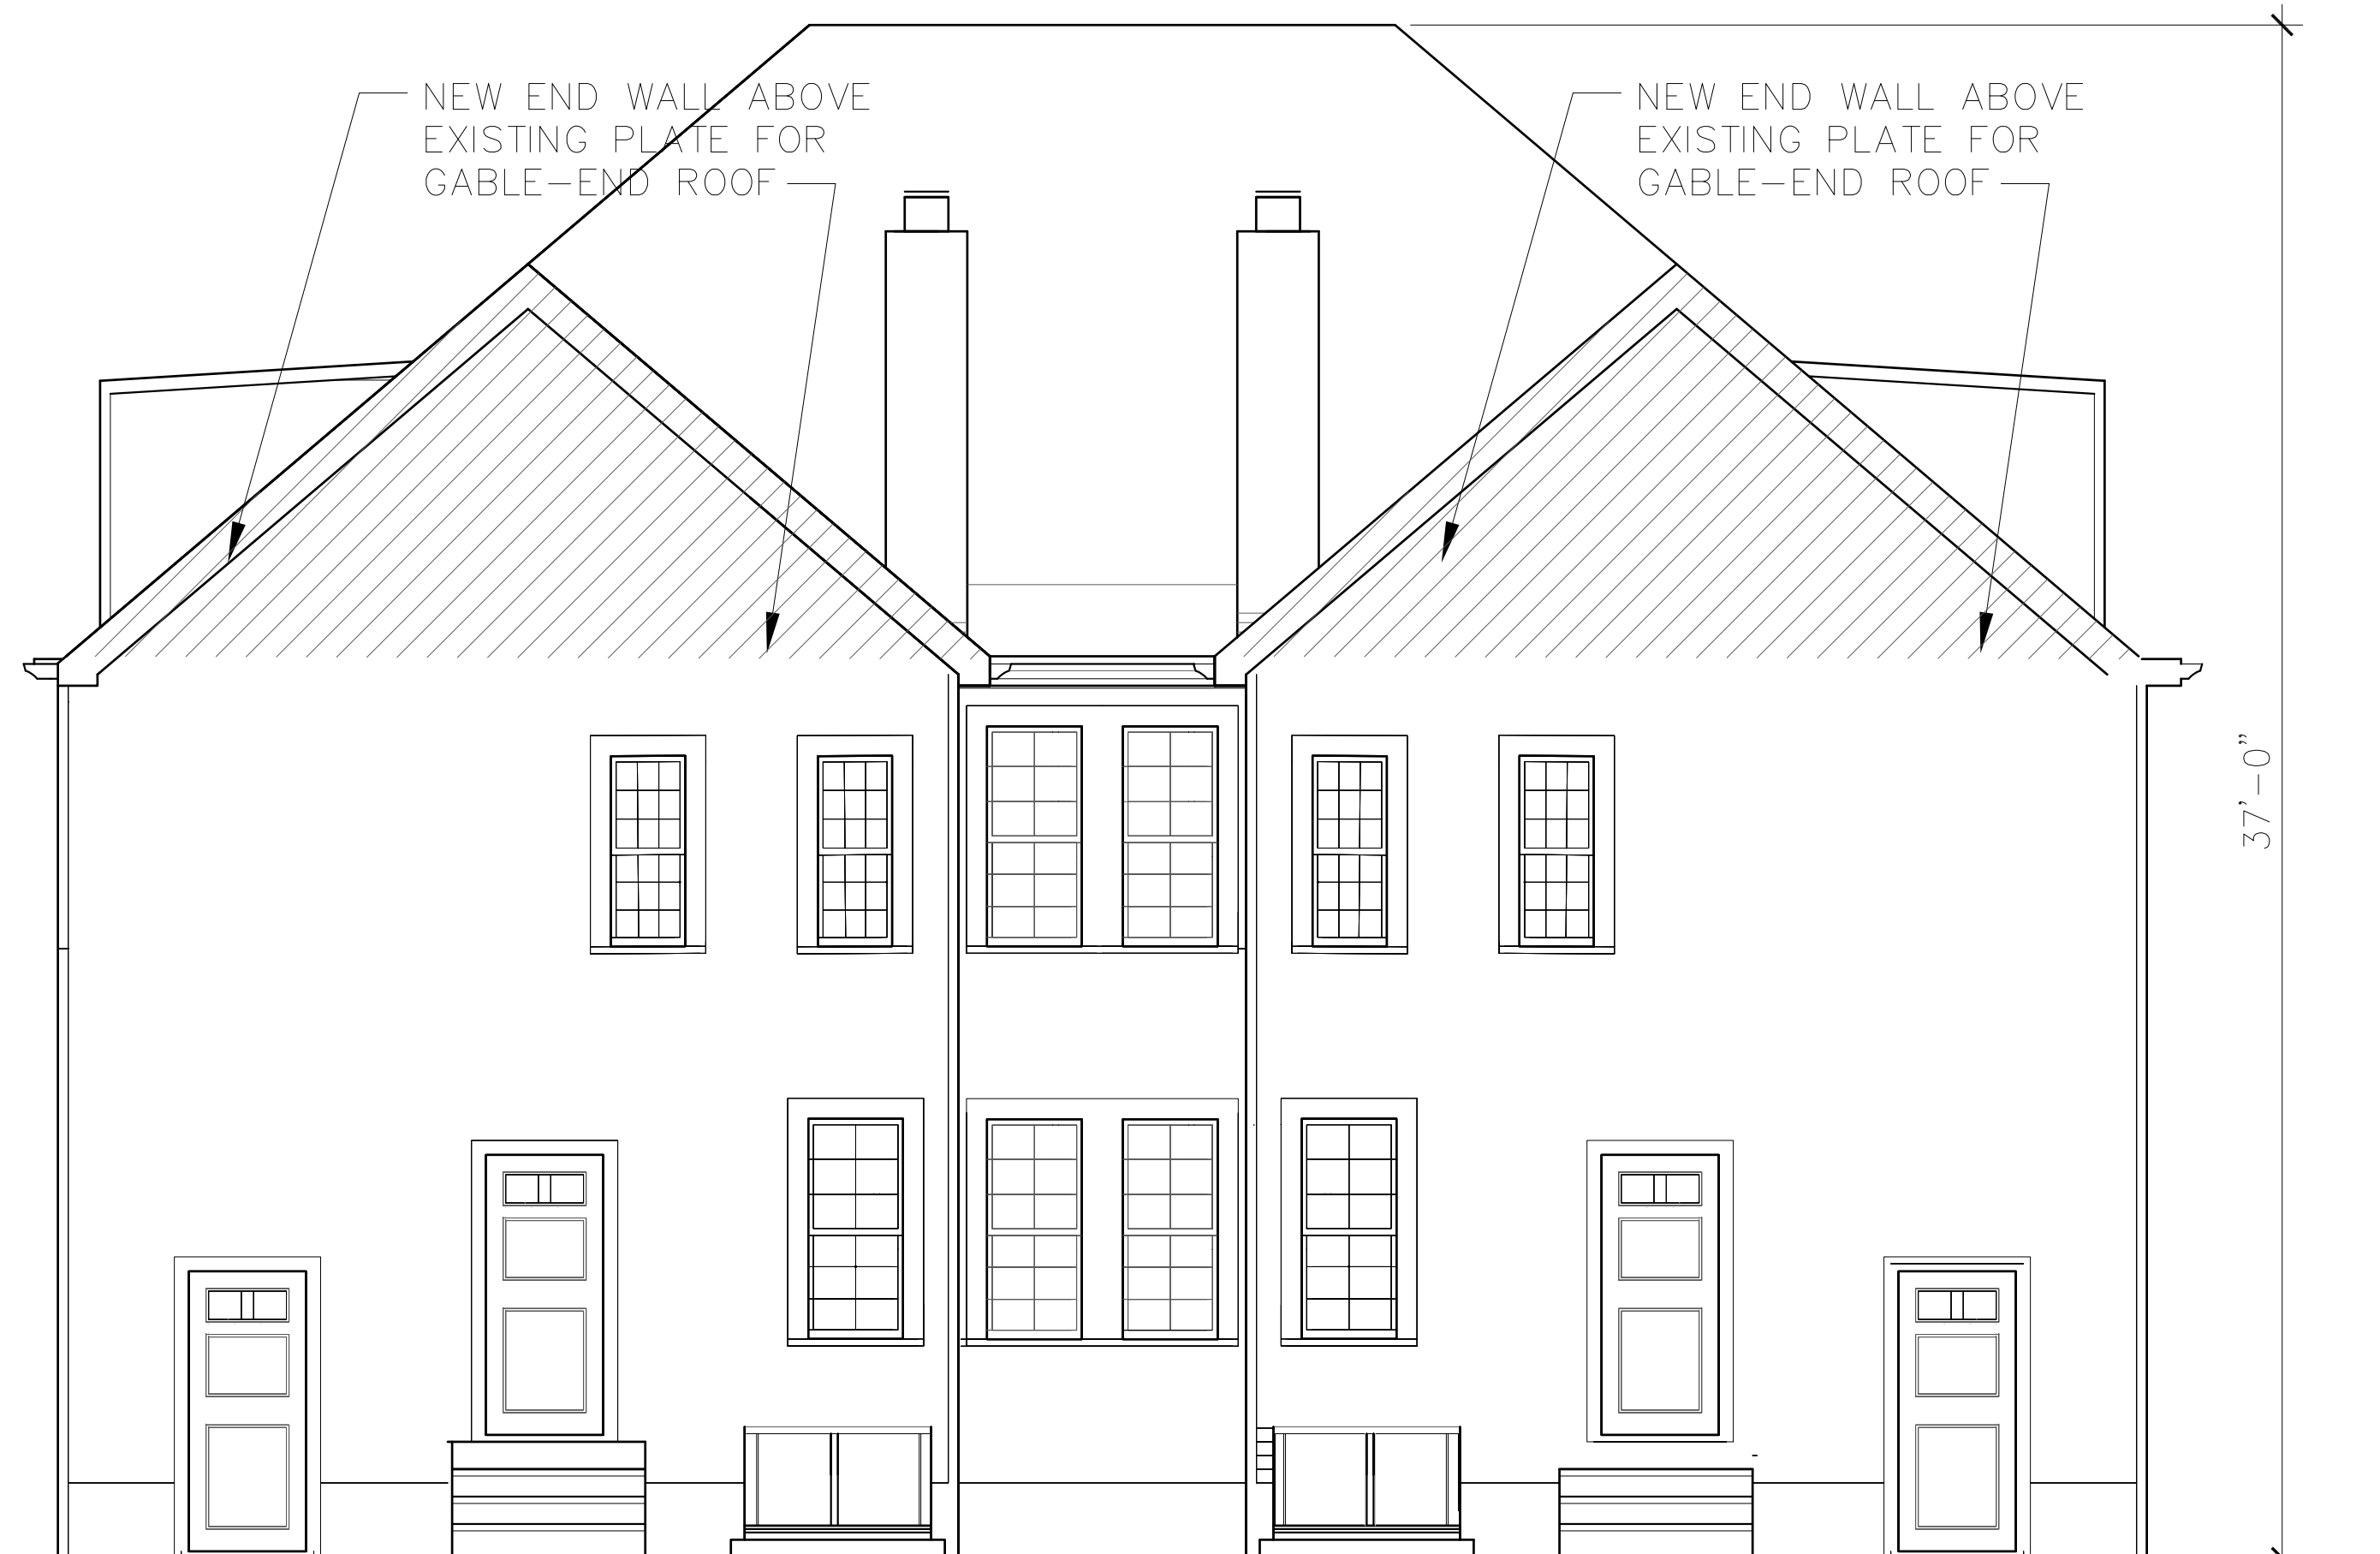 NEW END WALL ABOVE
EXISTING PLATE FOR
GABLE-END ROOF
NEW END WALL ABOVE
EXISTING PLATE FOR
GABLE-END ROOF
37'-0"